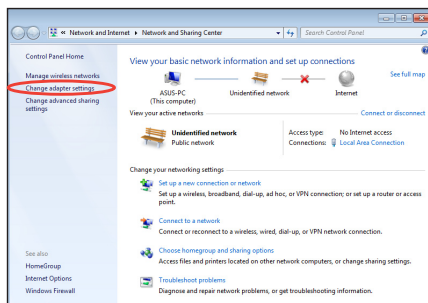 « Network and Internet ▸ Network and Sharing Center
Search Control Panel
Control Panel Home
Manage wireless networks
Change adapter settings
Change advanced sharing
settings
See also
HomeGroup
Internet Options
Windows Firewall
View your basic network information and set up connections
See full map
ASUS-PC
(This computer)
Unidentified network
Internet
View your active networks
Connect or disconnect
Unidentified network
Public network
Access type: No Internet access
Connections: Local Area Connection
Change your networking settings
Set up a new connection or network
Set up a wireless, broadband, dial-up, ad hoc, or VPN connection; or set up a router or access
point.
Connect to a network
Connect or reconnect to a wireless, wired, dial-up, or VPN network connection.
Choose homegroup and sharing options
Access files and printers located on other network computers, or change sharing settings.
Troubleshoot problems
Diagnose and repair network problems, or get troubleshooting information.